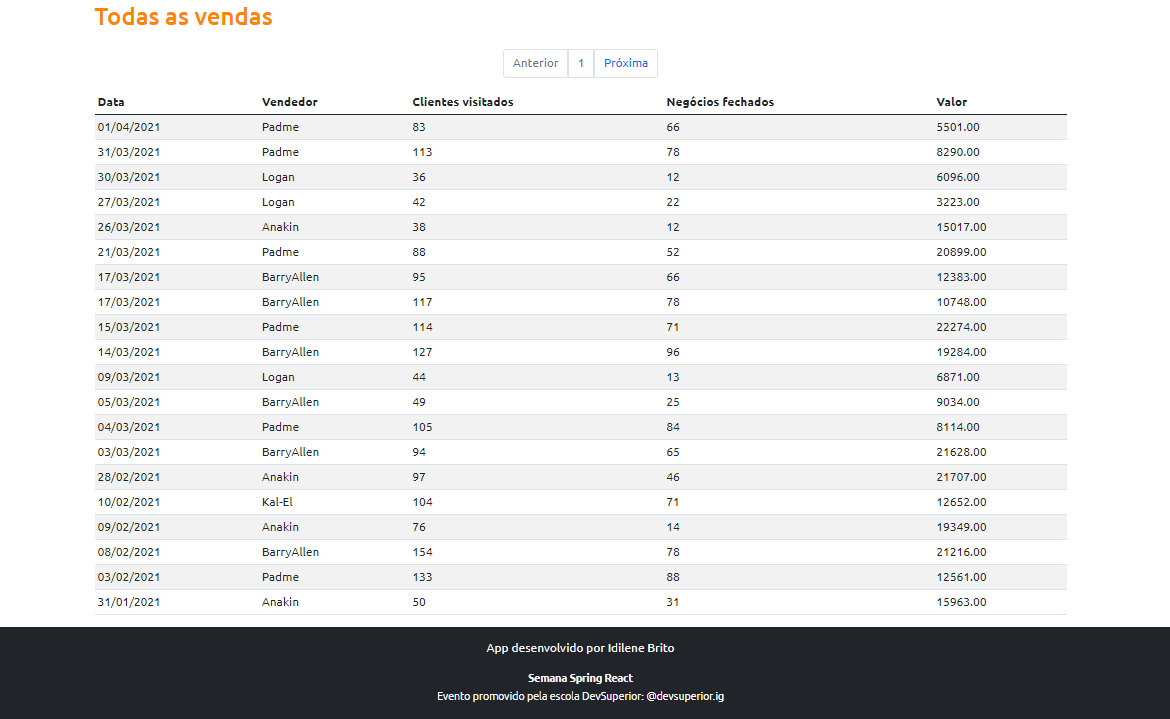 Todas as vendas
Anterior 1 Próxima
Data Vendedor Clientes visitados Negócios fechados Valor
01/04/2021 Padme 83 66 5501.00
31/03/2021 Padme 113 78 8290.00
30/03/2021 Logan 36 12 6096.00
27/03/2021 Logan 42 22 3223.00
26/03/2021 Anakin 38 12 15017.00
21/03/2021 Padme 88 52 20899.00
17/03/2021 BarryAllen 95 66 12383.00
17/03/2021 BarryAllen 117 78 10748.00
15/03/2021 Padme 114 71 22274.00
14/03/2021 BarryAllen 127 96 19284.00
09/03/2021 Logan 44 13 6871.00
05/03/2021 BarryAllen 49 25 9034.00
04/03/2021 Padme 105 84 8114.00
03/03/2021 BarryAllen 94 65 21628.00
28/02/2021 Anakin 97 46 21707.00
10/02/2021 Kal-El 104 71 12652.00
09/02/2021 Anakin 76 14 19349.00
08/02/2021 BarryAllen 154 78 21216.00
03/02/2021 Padme 133 88 12561.00
31/01/2021 Anakin 50 31 15963.00
App desenvolvido por Idilene Brito
Semana Spring React
Evento promovido pela escola DevSuperior: @devsuperior.ig